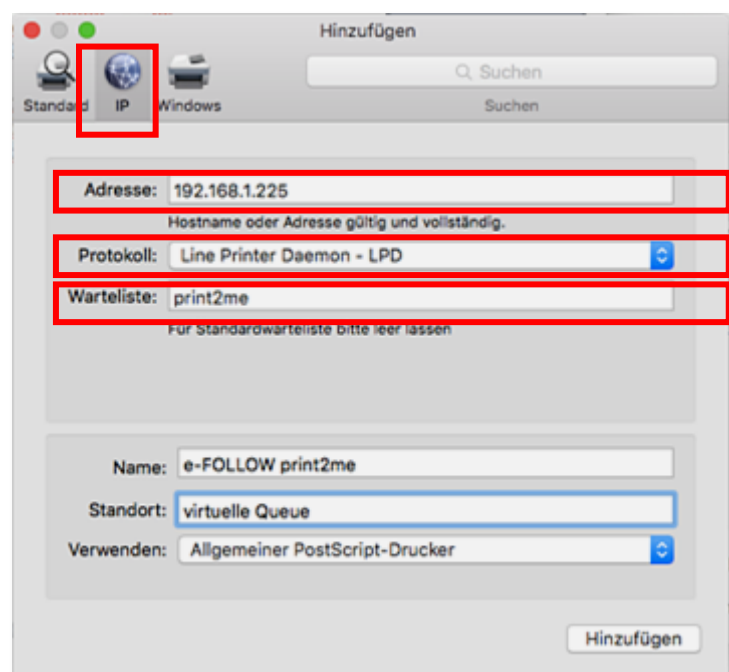 Hinzufügen
Suchen
Standard IP Windows Suchen
Adresse: 192.168.1.225
Hostname oder Adresse gültig und vollständig.
Protokoll: Line Printer Daemon - LPD
Warteliste: print2me
Für Standardwarteliste bitte leer lassen
Name: e-FOLLOW print2me
Standort: virtuelle Queue
Verwenden: Allgemeiner PostScript-Drucker
Hinzufügen